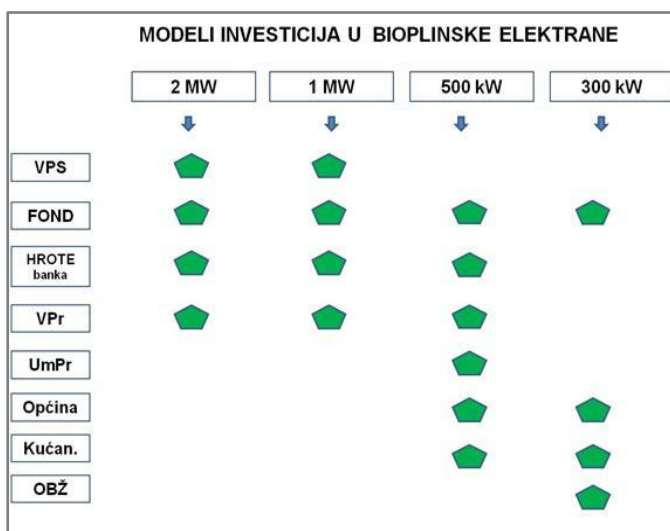 MODELI INVESTICIJA U BIOPLINSKE ELEKTRANE
2 MW
1 MW
500 kW
300 kW
VPS
FOND
HROTE
banka
VPr
UmPr
Općina
Kućan.
OBŽ